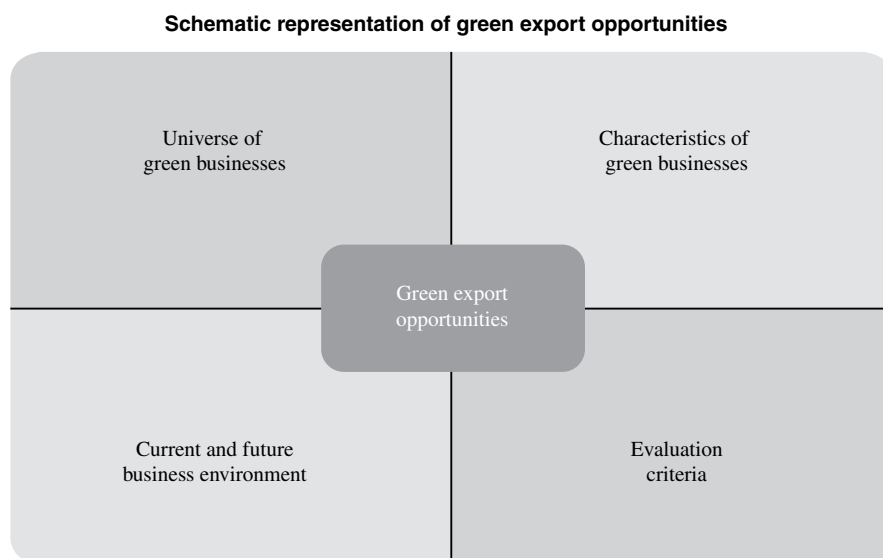 Schematic representation of green export opportunities
Universe of
green businesses
Characteristics of
green businesses
Green export
opportunities
Current and future
business environment
Evaluation
criteria